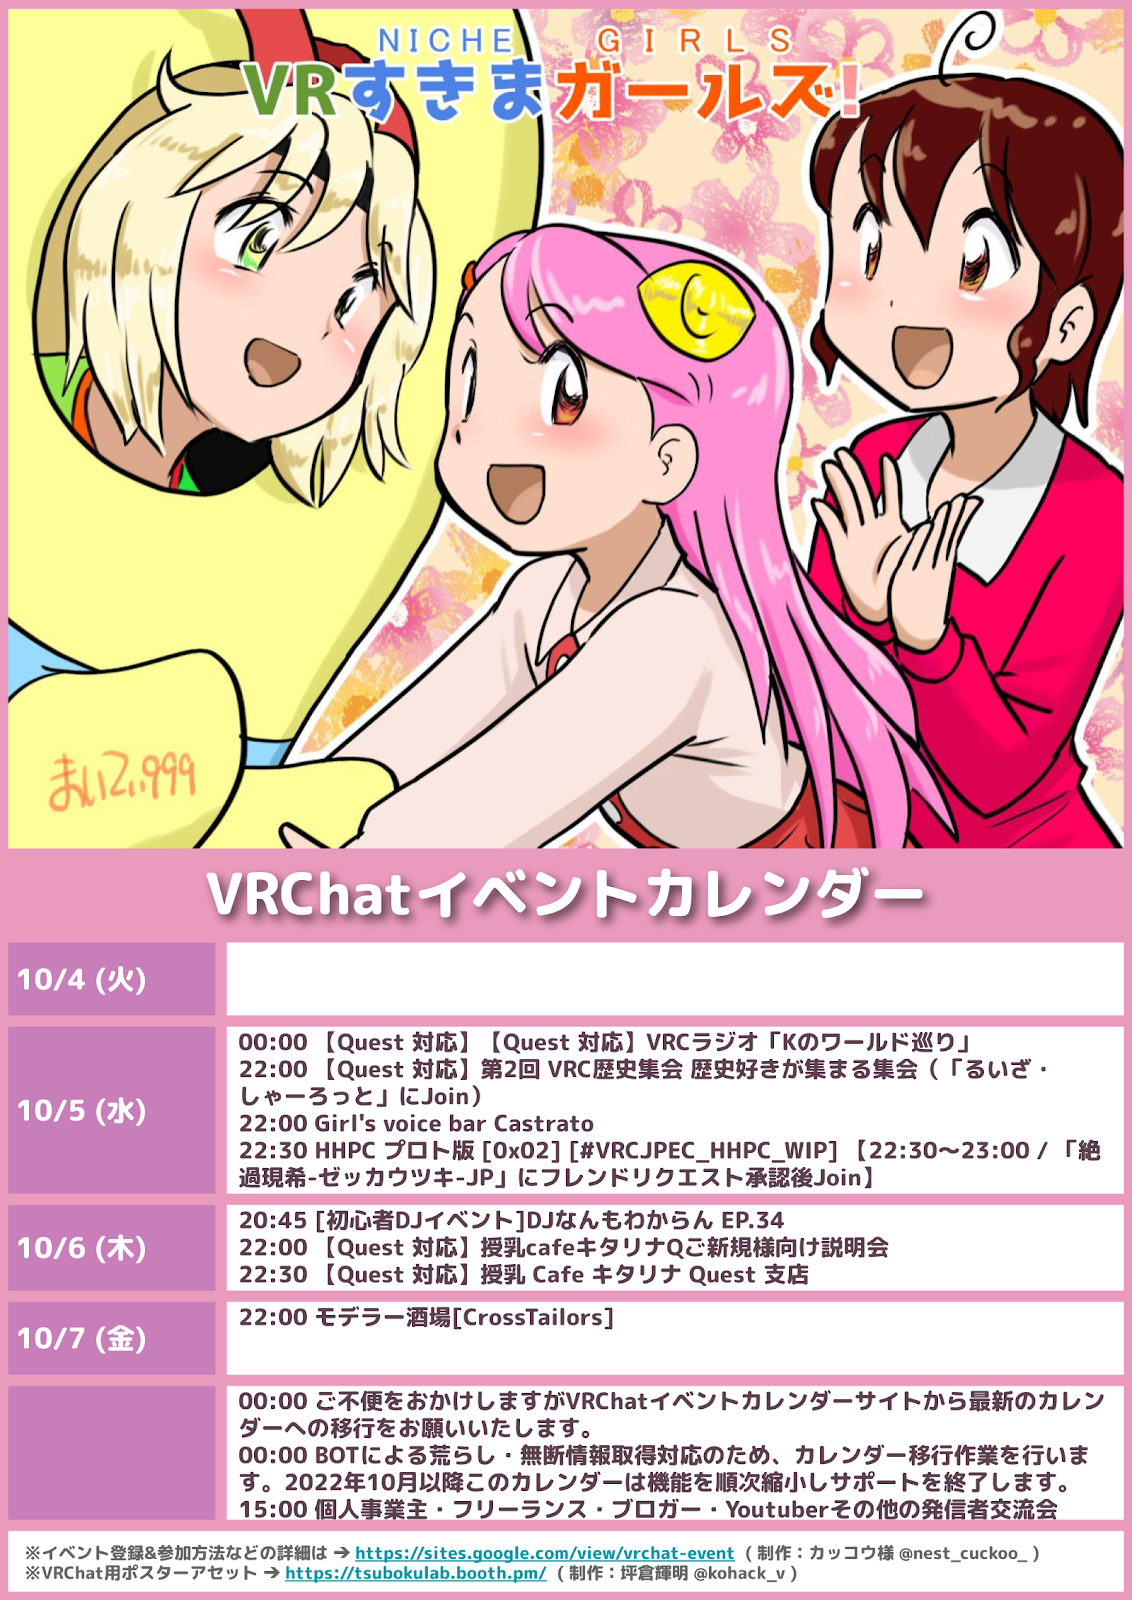 NICHE GIRLS
VRすきまガールズ!
まいてぃ999
VRChatイベントカレンダー
10/4 (火)
10/5 (水)
00:00 【Quest 対応】【Quest 対応】VRCラジオ「Kのワールド巡り」
22:00 【Quest 対応】第2回 VRC歴史集会 歴史好きが集まる集会（「るいざ・
しゃーろっと」にJoin）
22:00 Girl's voice bar Castrato
22:30 HHPC プロト版 [0x02] [#VRCJPEC_HHPC_WIP] 【22:30〜23:00 / 「絶
過現希-ゼッカウツキ-JP」にフレンドリクエスト承認後Join】
10/6 (木)
20:45 [初心者DJイベント]DJなんもわからん EP.34
22:00 【Quest 対応】授乳cafeキタリナQご新規様向け説明会
22:30 【Quest 対応】授乳 Cafe キタリナ Quest 支店
10/7 (金)
22:00 モデラー酒場[CrossTailors]
00:00 ご不便をおかけしますがVRChatイベントカレンダーサイトから最新のカレン
ダーへの移行をお願いいたします。
00:00 BOTによる荒らし・無断情報取得対応のため、カレンダー移行作業を行いま
す。2022年10月以降このカレンダーは機能を順次縮小しサポートを終了します。
15:00 個人事業主・フリーランス・ブロガー・Youtuberその他の発信者交流会
※イベント登録&参加方法などの詳細は → https://sites.google.com/view/vrchat-event （制作：カッコウ様 @nest_cuckoo_ ）
※VRChat用ポスターアセット → https://tsubokulab.booth.pm/ （制作：坪倉輝明 @kohack_v ）